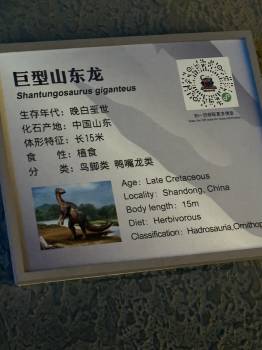 巨型山东龙
Shantungosaurus giganteus
生存年代：晚白垩世
化石产地：中国山东
体形特征：长15米
食 性：植食
分 类：鸟脚类 鸭嘴龙类
Age: Late Cretaceous
Locality: Shandong, China
Body length: 15m
Diet: Herbivorous
Classification: Hadrosauria,Ornithop